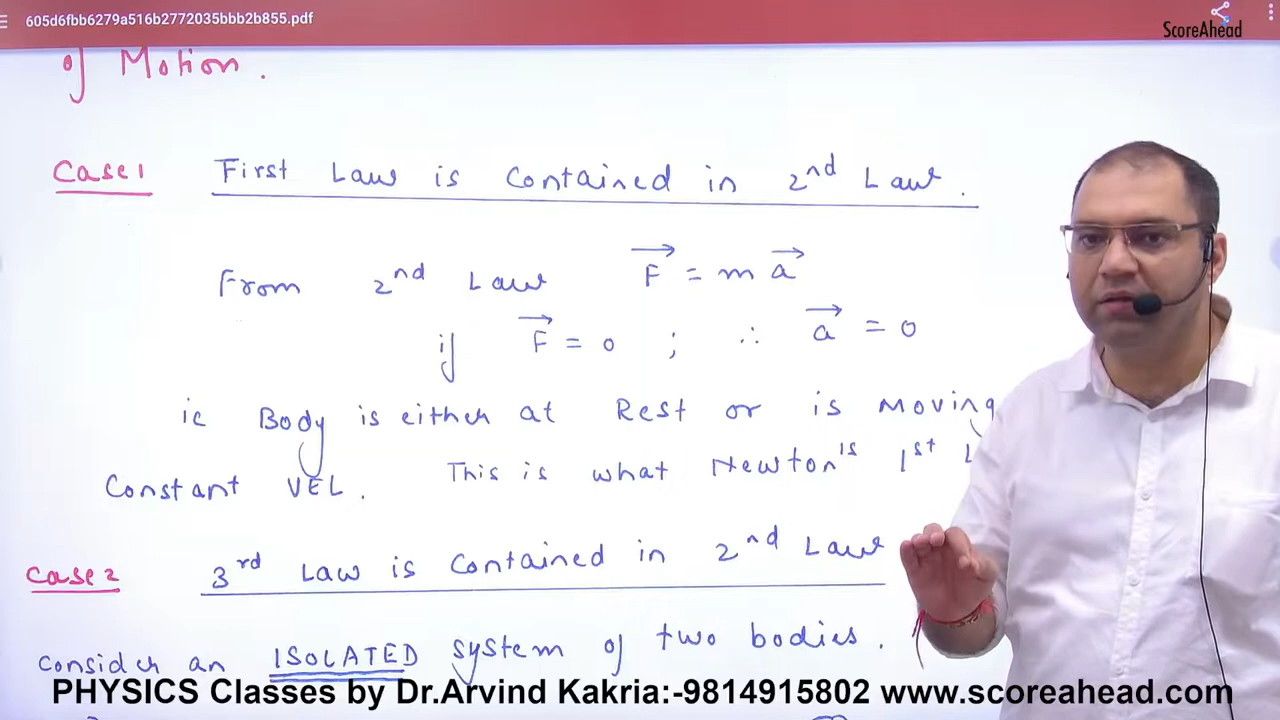 605d6fbb6279a516b2772035bbb2b855.pdf
ScoreAhead
of Motion.
Case1 First Law is Contained in 2nd Law.
From 2nd Law F⃗ = m a⃗
if F⃗ = 0 ; ∴ a⃗ = 0
ie Body is either at Rest or is Moving
Constant VEL. This is what Newton's 1st
Case2 3rd Law is Contained in 2nd Law
Consider an ISOLATED system of two bodies.
PHYSICS Classes by Dr.Arvind Kakria:-9814915802 www.scoreahead.com